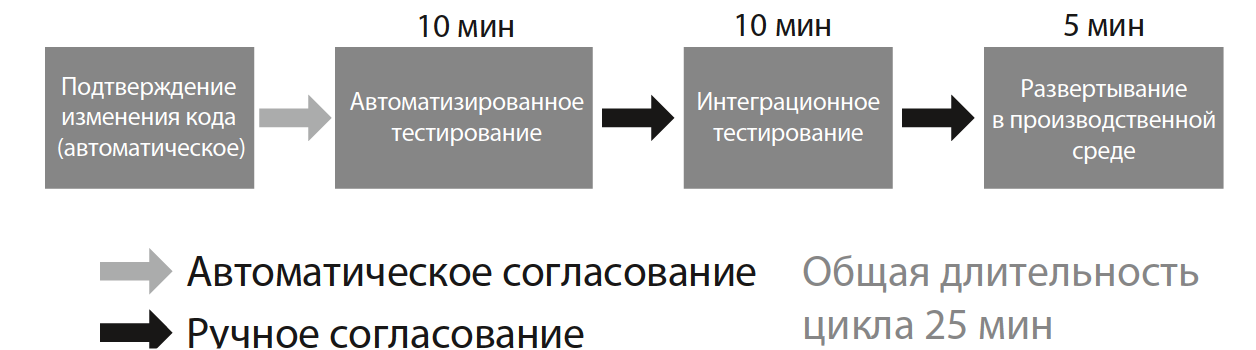 10 мин
10 мин
5 мин
Подтверждение
изменения кода
(автоматическое)
Автоматизированное
тестирование
Интеграционное
тестирование
Развертывание
в производственной
среде
Автоматическое согласование
Ручное согласование
Общая длительность
цикла 25 мин